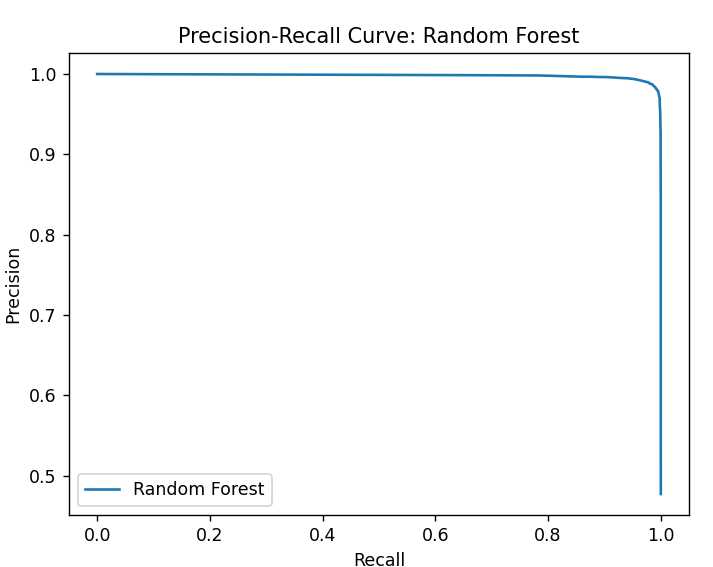 Precision-Recall Curve: Random Forest
1.0
0.9
0.8
0.7
0.6
0.5
Precision
Random Forest
0.0 0.2 0.4 0.6 0.8 1.0
Recall